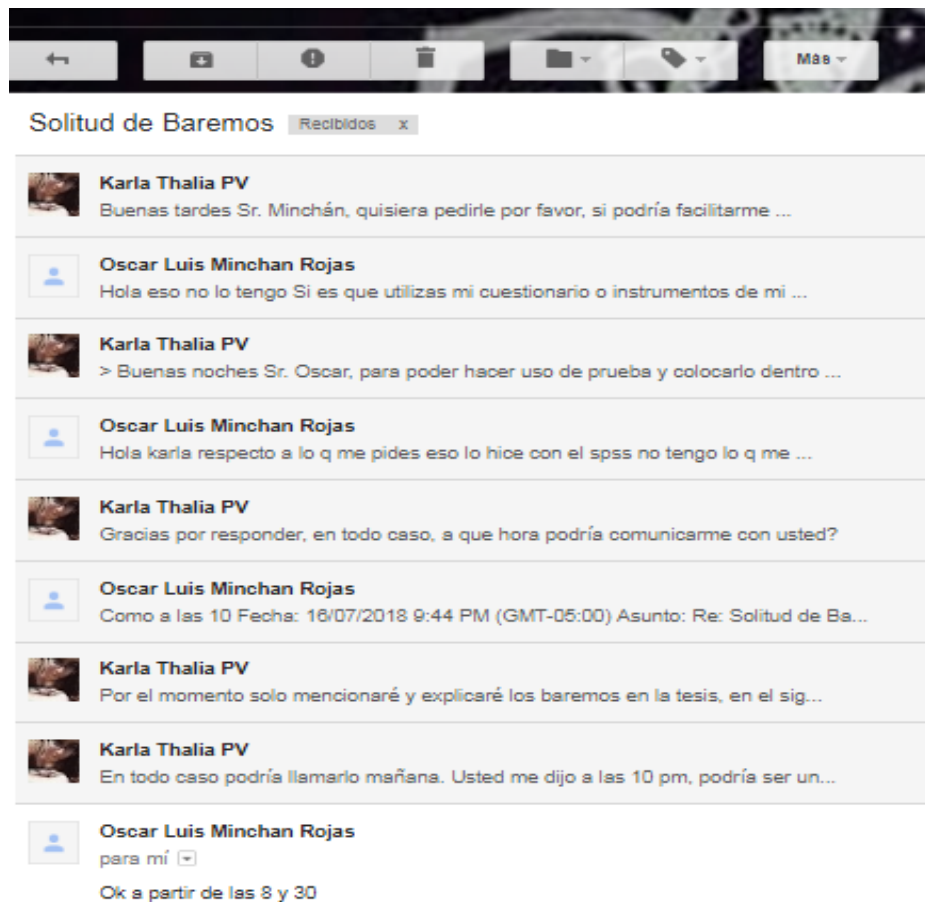 Más
Solitud de Baremos Recibidos x
Karla Thalia PV
Buenas tardes Sr. Minchán, quisiera pedirle por favor, si podría facilitarme ...
Oscar Luis Minchan Rojas
Hola eso no lo tengo Si es que utilizas mi cuestionario o instrumentos de mi ...
Karla Thalia PV
> Buenas noches Sr. Oscar, para poder hacer uso de prueba y colocarlo dentro ...
Oscar Luis Minchan Rojas
Hola karla respecto a lo q me pides eso lo hice con el spss no tengo lo q me ...
Karla Thalia PV
Gracias por responder, en todo caso, a que hora podría comunicarme con usted?
Oscar Luis Minchan Rojas
Como a las 10 Fecha: 16/07/2018 9:44 PM (GMT-05:00) Asunto: Re: Solitud de Ba...
Karla Thalia PV
Por el momento solo mencionaré y explicaré los baremos en la tesis, en el sig...
Karla Thalia PV
En todo caso podría llamarlo mañana. Usted me dijo a las 10 pm, podría ser un...
Oscar Luis Minchan Rojas
para mí
Ok a partir de las 8 y 30